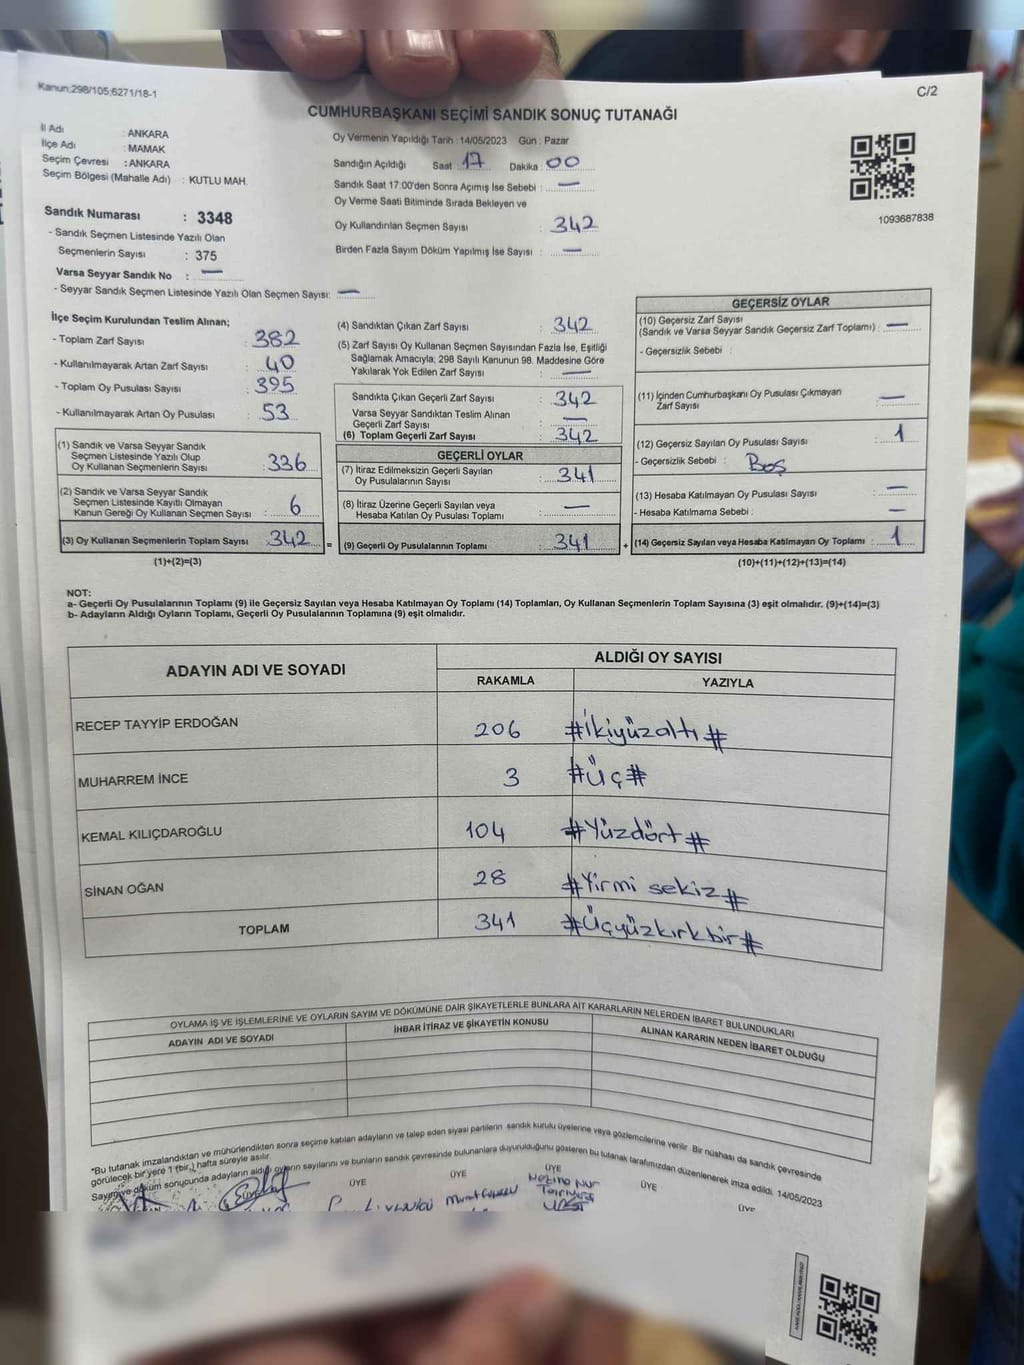 Kanun:298/105;6271/18-1
C/2
CUMHURBAŞKANI SEÇİMİ SANDIK SONUÇ TUTANAĞI
İl Adı : ANKARA
İlçe Adı : MAMAK
Seçim Çevresi : ANKARA
Seçim Bölgesi (Mahalle Adı) : KUTLU MAH.
Oy Vermenin Yapıldığı Tarih : 14/05/2023 Gün : Pazar
Sandığın Açıldığı Saat : 17 Dakika : 00
Sandık Saat 17:00'den Sonra Açımış İse Sebebi : —
Oy Verme Saati Bitiminde Sırada Bekleyen ve
Oy Kullandırılan Seçmen Sayısı : 342
Birden Fazla Sayım Döküm Yapılmış İse Sayısı : —
1093687838
Sandık Numarası : 3348
- Sandık Seçmen Listesinde Yazılı Olan
Seçmenlerin Sayısı : 375
Varsa Seyyar Sandık No : —
- Seyyar Sandık Seçmen Listesinde Yazılı Olan Seçmen Sayısı: —
İlçe Seçim Kurulundan Teslim Alınan;
- Toplam Zarf Sayısı : 382
- Kullanılmayarak Artan Zarf Sayısı : 40
- Toplam Oy Pusulası Sayısı : 395
- Kullanılmayarak Artan Oy Pusulası : 53
(1) Sandık ve Varsa Seyyar Sandık
Seçmen Listesinde Yazılı Olup
Oy Kullanan Seçmenlerin Sayısı : 336
(2) Sandık ve Varsa Seyyar Sandık
Seçmen Listesinde Kayıtlı Olmayan
Kanun Gereği Oy Kullanan Seçmen Sayısı : 6
(3) Oy Kullanan Seçmenlerin Toplam Sayısı : 342 =
(1)+(2)=(3)
(4) Sandıktan Çıkan Zarf Sayısı : 342
(5) Zarf Sayısı Oy Kullanan Seçmen Sayısından Fazla İse, Eşitliği
Sağlamak Amacıyla; 298 Sayılı Kanunun 98. Maddesine Göre
Yakılarak Yok Edilen Zarf Sayısı : —
Sandıkta Çıkan Geçerli Zarf Sayısı : 342
Varsa Seyyar Sandıktan Teslim Alınan
Geçerli Zarf Sayısı : —
(6) Toplam Geçerli Zarf Sayısı : 342
GEÇERLİ OYLAR
(7) İtiraz Edilmeksizin Geçerli Sayılan
Oy Pusulalarının Sayısı : 341
(8) İtiraz Üzerine Geçerli Sayılan veya
Hesaba Katılan Oy Pusulası Toplamı : —
(9) Geçerli Oy Pusulalarının Toplamı : 341 +
GEÇERSİZ OYLAR
(10) Geçersiz Zarf Sayısı
(Sandık ve Varsa Seyyar Sandık Geçersiz Zarf Toplamı) : —
- Geçersizlik Sebebi :
(11) İçinden Cumhurbaşkanı Oy Pusulası Çıkmayan
Zarf Sayısı : —
(12) Geçersiz Sayılan Oy Pusulası Sayısı : 1
- Geçersizlik Sebebi : Boş
(13) Hesaba Katılmayan Oy Pusulası Sayısı : —
- Hesaba Katılmama Sebebi : —
(14) Geçersiz Sayılan veya Hesaba Katılmayan Oy Toplamı : 1
(10)+(11)+(12)+(13)=(14)
NOT:
a- Geçerli Oy Pusulalarının Toplamı (9) ile Geçersiz Sayılan veya Hesaba Katılmayan Oy Toplamı (14) Toplamları, Oy Kullanan Seçmenlerin Toplam Sayısına (3) eşit olmalıdır. (9)+(14)=(3)
b- Adayların Aldığı Oyların Toplamı, Geçerli Oy Pusulalarının Toplamına (9) eşit olmalıdır.
ADAYIN ADI VE SOYADI ALDIĞI OY SAYISI
RAKAMLA YAZIYLA
RECEP TAYYİP ERDOĞAN 206 #İkiyüzaltı#
MUHARREM İNCE 3 #Üç#
KEMAL KILIÇDAROĞLU 104 #Yüzdört#
SİNAN OĞAN 28 #Yirmi sekiz#
TOPLAM 341 #Üçyüzkırkbir#
OYLAMA İŞ VE İŞLEMLERİNE VE OYLARIN SAYIM VE DÖKÜMÜNE DAİR ŞİKAYETLERLE BUNLARA AİT KARARLARIN NELERDEN İBARET BULUNDUKLARI
ADAYIN ADI VE SOYADI İHBAR İTİRAZ VE ŞİKAYETİN KONUSU ALINAN KARARIN NEDEN İBARET OLDUĞU
"Bu tutanak imzalandıktan ve mühürlendikten sonra seçime katılan adayların ve talep eden siyasi partilerin sandık kurulu üyelerine veya gözlemcilerine verilir. Bir nüshası da sandık çevresinde
görülecek bir yere 1 (bir) hafta süreyle asılır.
Sayım ve döküm sonucunda adayların aldığı oyların sayılarını ve bunların sandık çevresinde bulunanlara duyurulduğunu gösteren bu tutanak tarafımızdan düzenlenerek imza edildi. 14/05/2023
ÜYE ÜYE ÜYE ÜYE
Murat
Nur
ÜYE